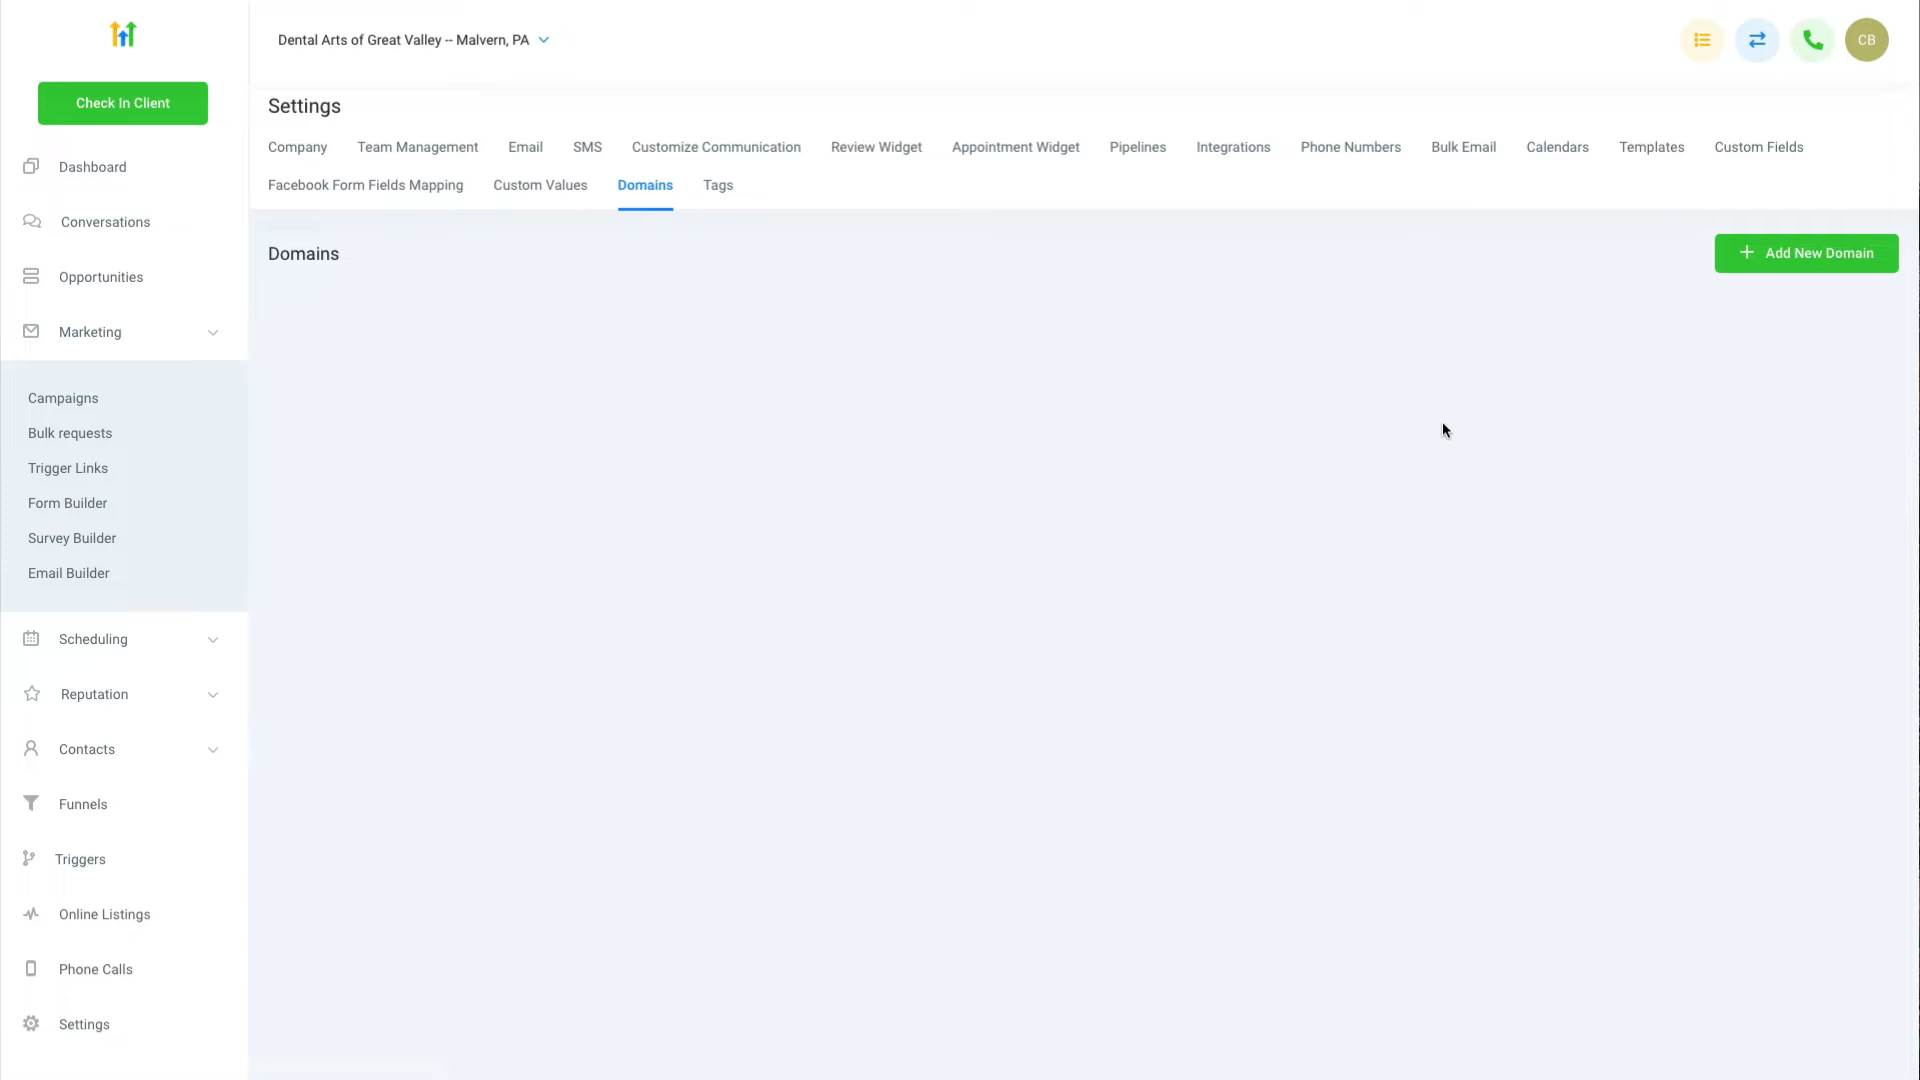 Dental Arts of Great Valley -- Malvern, PA
CB
Check In Client
Dashboard
Conversations
Opportunities
Marketing
Campaigns
Bulk requests
Trigger Links
Form Builder
Survey Builder
Email Builder
Scheduling
Reputation
Contacts
Funnels
Triggers
Online Listings
Phone Calls
Settings
Settings
Company Team Management Email SMS Customize Communication Review Widget Appointment Widget Pipelines Integrations Phone Numbers Bulk Email Calendars Templates Custom Fields
Facebook Form Fields Mapping Custom Values Domains Tags
Domains
Add New Domain